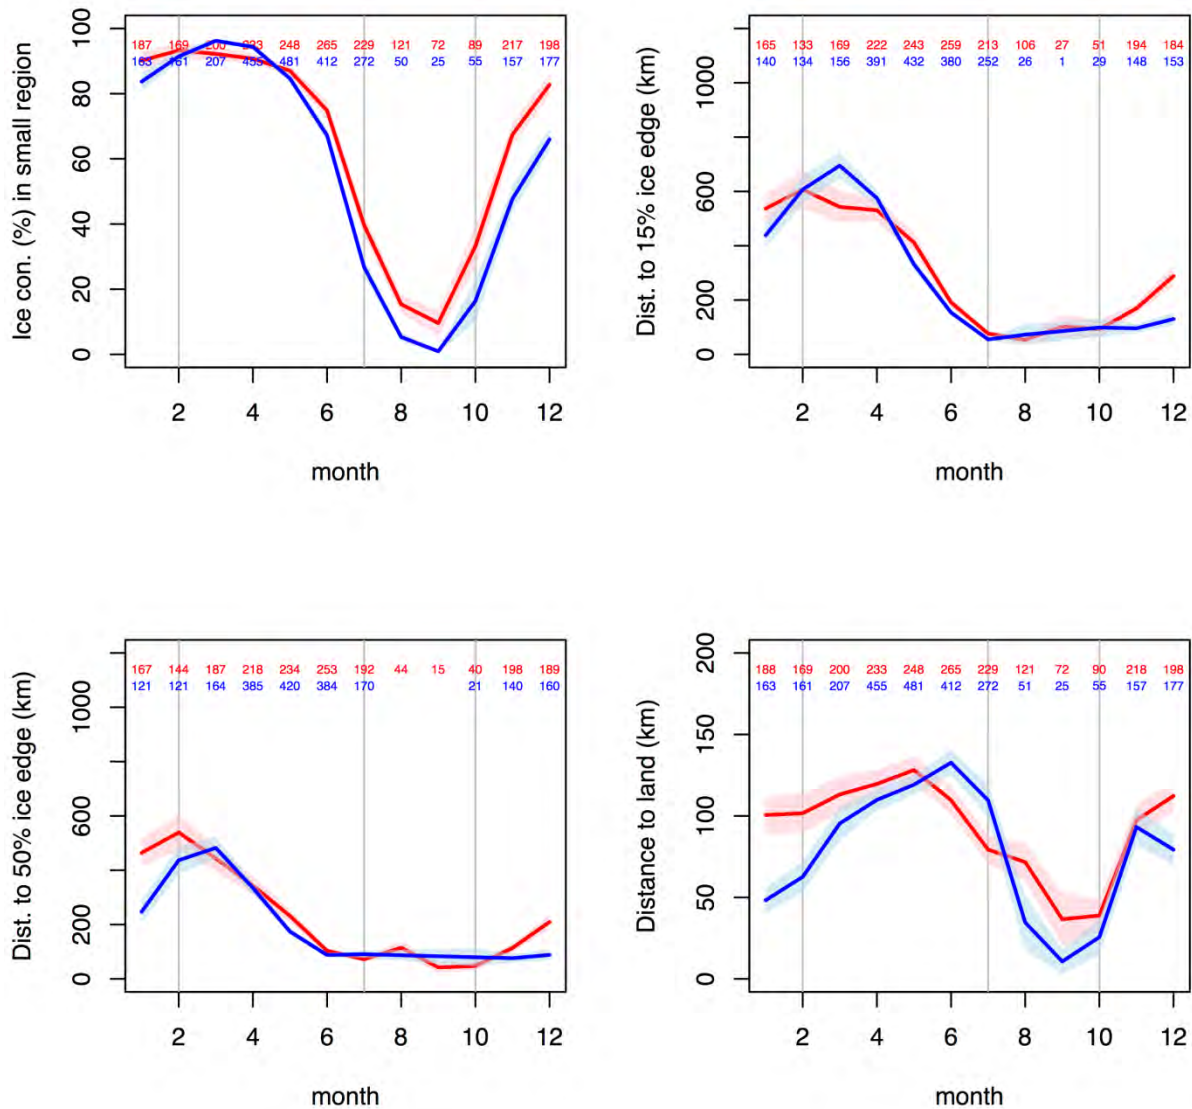 Ice con. (%) in small region
100
80
60
40
20
0
187 169 200 233 248 265 229 121 72 89 217 198
163 161 207 455 481 412 272 50 25 55 157 177
2 4 6 8 10 12
month
Dist. to 15% ice edge (km)
1000
600
200
0
165 133 169 222 243 259 213 106 27 51 194 184
140 134 156 391 432 380 252 26 1 29 148 153
2 4 6 8 10 12
month
Dist. to 50% ice edge (km)
1000
600
200
0
167 144 187 218 234 253 192 44 15 40 198 189
121 121 164 385 420 384 170 21 140 160
2 4 6 8 10 12
month
Distance to land (km)
200
150
100
50
0
188 169 200 233 248 265 229 121 72 90 218 198
163 161 207 455 481 412 272 51 25 55 157 177
2 4 6 8 10 12
month